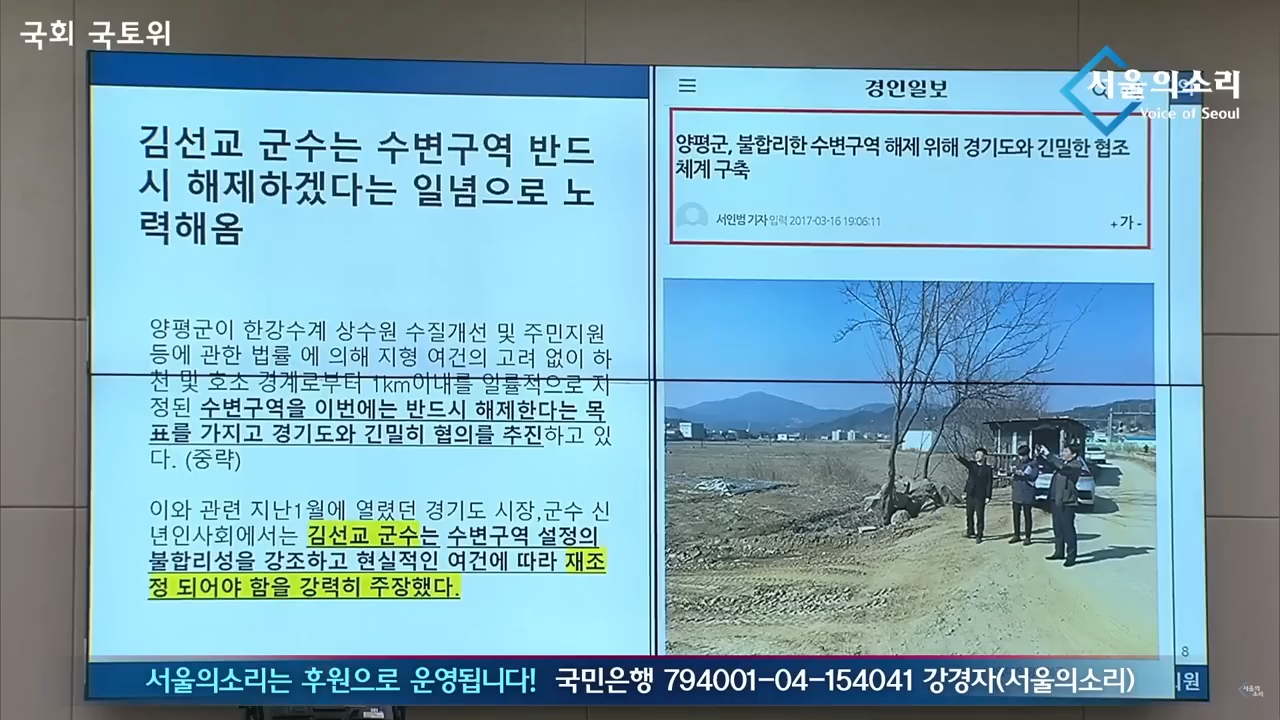 국회 국토위
서울의소리
Voice of Seoul
김선교 군수는 수변구역 반드
시 해제하겠다는 일념으로 노
력해옴
양평군이 한강수계 상수원 수질개선 및 주민지원
등에 관한 법률 에 의해 지형 여건의 고려 없이 하
천 및 호소 경계로부터 1km이내를 일률적으로 지
정된 수변구역을 이번에는 반드시 해제한다는 목
표를 가지고 경기도와 긴밀히 협의를 추진하고 있
다. (중략)
이와 관련 지난1월에 열렸던 경기도 시장,군수 신
년인사회에서는 김선교 군수는 수변구역 설정의
불합리성을 강조하고 현실적인 여건에 따라 재조
정 되어야 함을 강력히 주장했다.
경인일보
양평군, 불합리한 수변구역 해제 위해 경기도와 긴밀한 협조
체계 구축
서인범 기자 입력 2017-03-16 19:06:11
+ 가 -
8
의원
서울의소리는 후원으로 운영됩니다! 국민은행 794001-04-154041 강경자(서울의소리)
서울의
소리